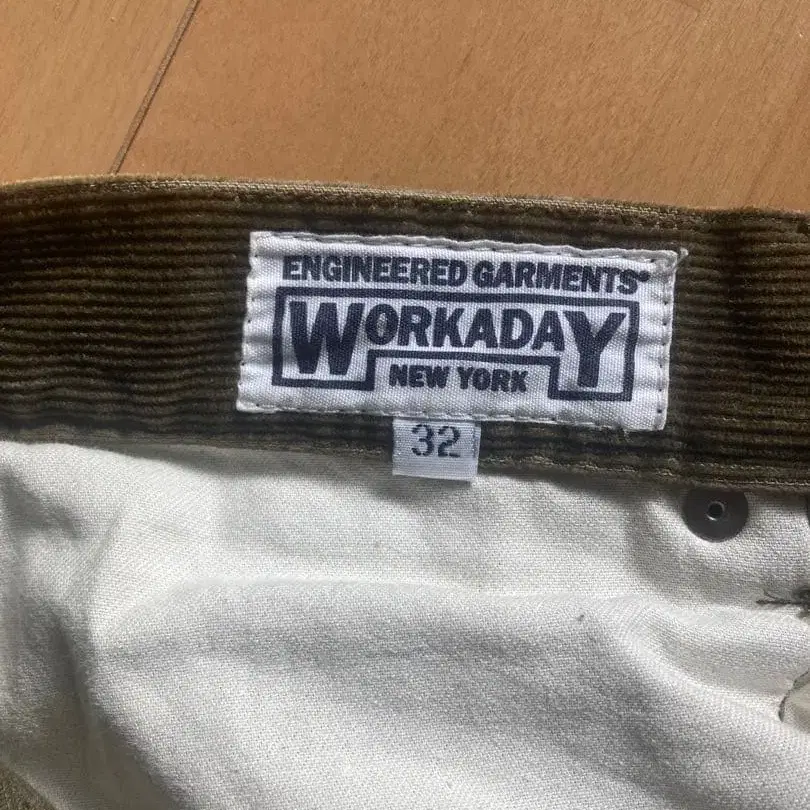 ENGINEERED GARMENTS®
WORKADAY
NEW YORK
32